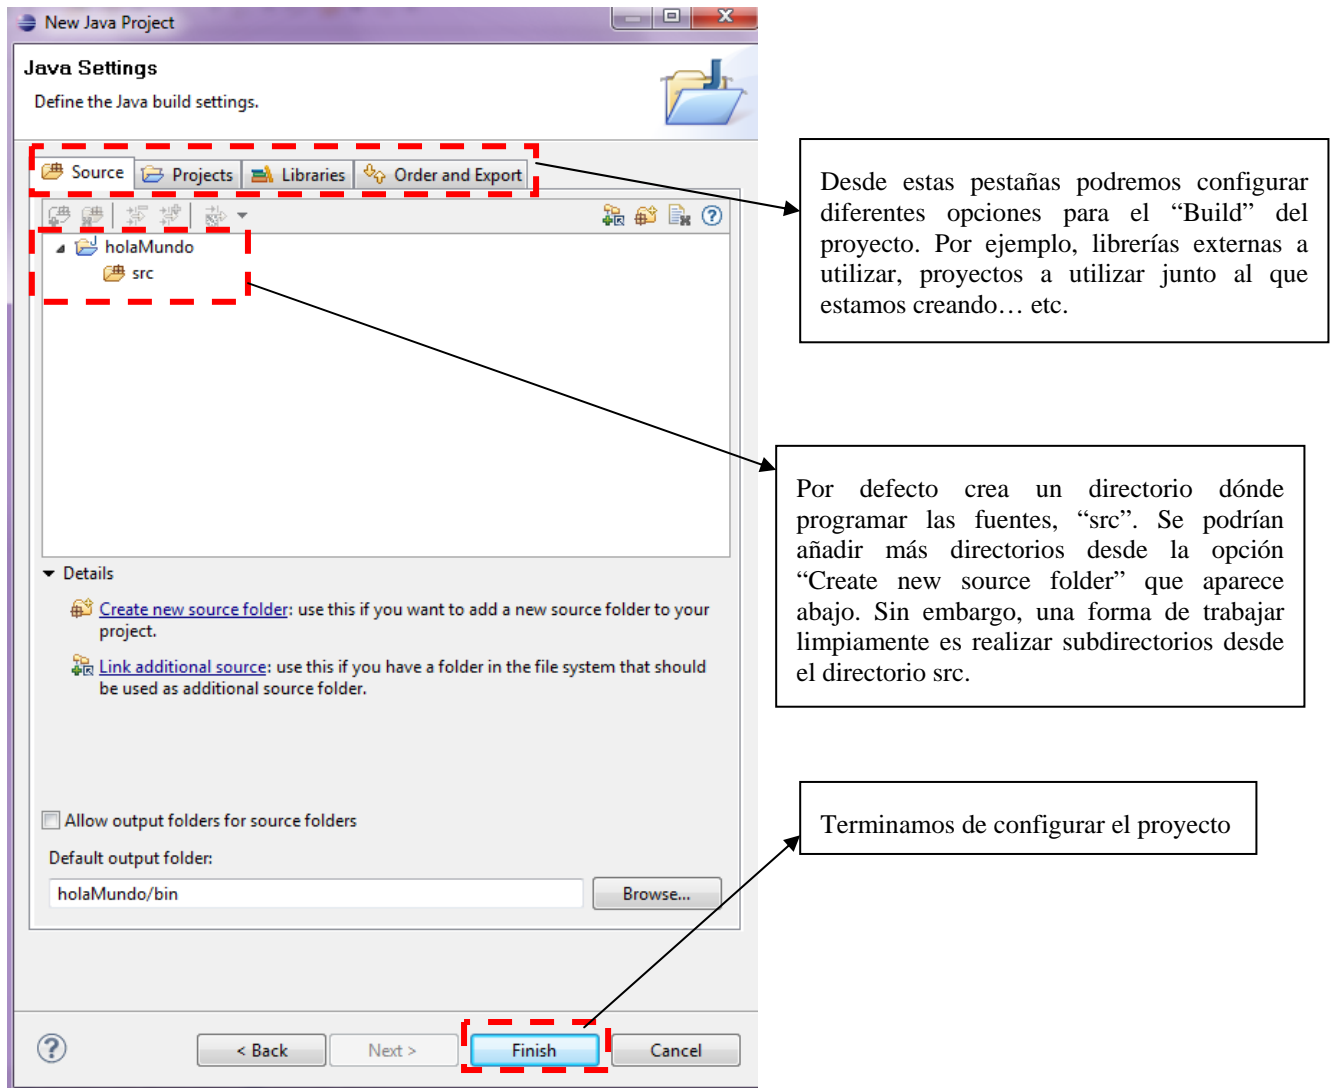 New Java Project
Java Settings
Define the Java build settings.
Source
Projects
Libraries
Order and Export
holaMundo
src
Details
Create new source folder: use this if you want to add a new source folder to your
project.
Link additional source: use this if you have a folder in the file system that should
be used as additional source folder.
Allow output folders for source folders
Default output folder:
holaMundo/bin
Browse...
< Back
Next >
Finish
Cancel
Desde estas pestañas podremos configurar
diferentes opciones para el “Build” del
proyecto. Por ejemplo, librerías externas a
utilizar, proyectos a utilizar junto al que
estamos creando… etc.
Por defecto crea un directorio dónde
programar las fuentes, “src”. Se podrían
añadir más directorios desde la opción
“Create new source folder” que aparece
abajo. Sin embargo, una forma de trabajar
limpiamente es realizar subdirectorios desde
el directorio src.
Terminamos de configurar el proyecto